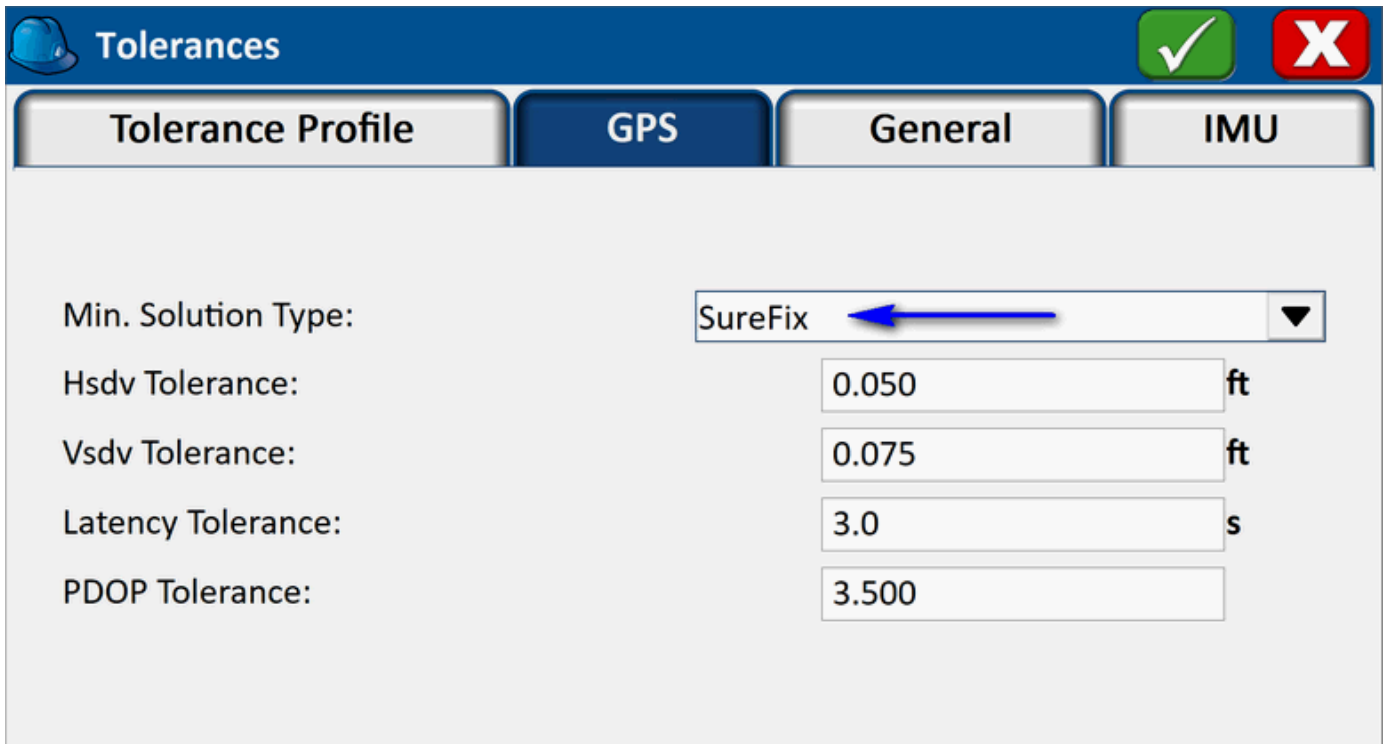 Tolerances
Tolerance Profile GPS General IMU
Min. Solution Type: SureFix
Hsdv Tolerance: 0.050 ft
Vsdv Tolerance: 0.075 ft
Latency Tolerance: 3.0 s
PDOP Tolerance: 3.500